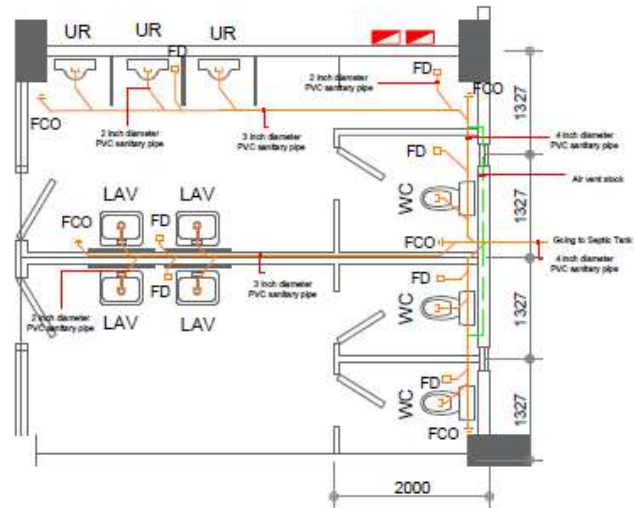 UR
UR
UR
FD
FD
FCO
2 inch diameter
PVC sanitary pipe
FCO
2 inch diameter
PVC sanitary pipe
3 inch diameter
PVC sanitary pipe
4 inch diameter
PVC sanitary pipe
1327
FD
Air vent stock
WC
1327
LAV
LAV
FCO
FD
FCO
Going to Septic Tank
4 inch diameter
PVC sanitary pipe
FD
FD
2 inch diameter
PVC sanitary pipe
LAV
LAV
3 inch diameter
PVC sanitary pipe
WC
1327
FD
WC
1327
FCO
2000